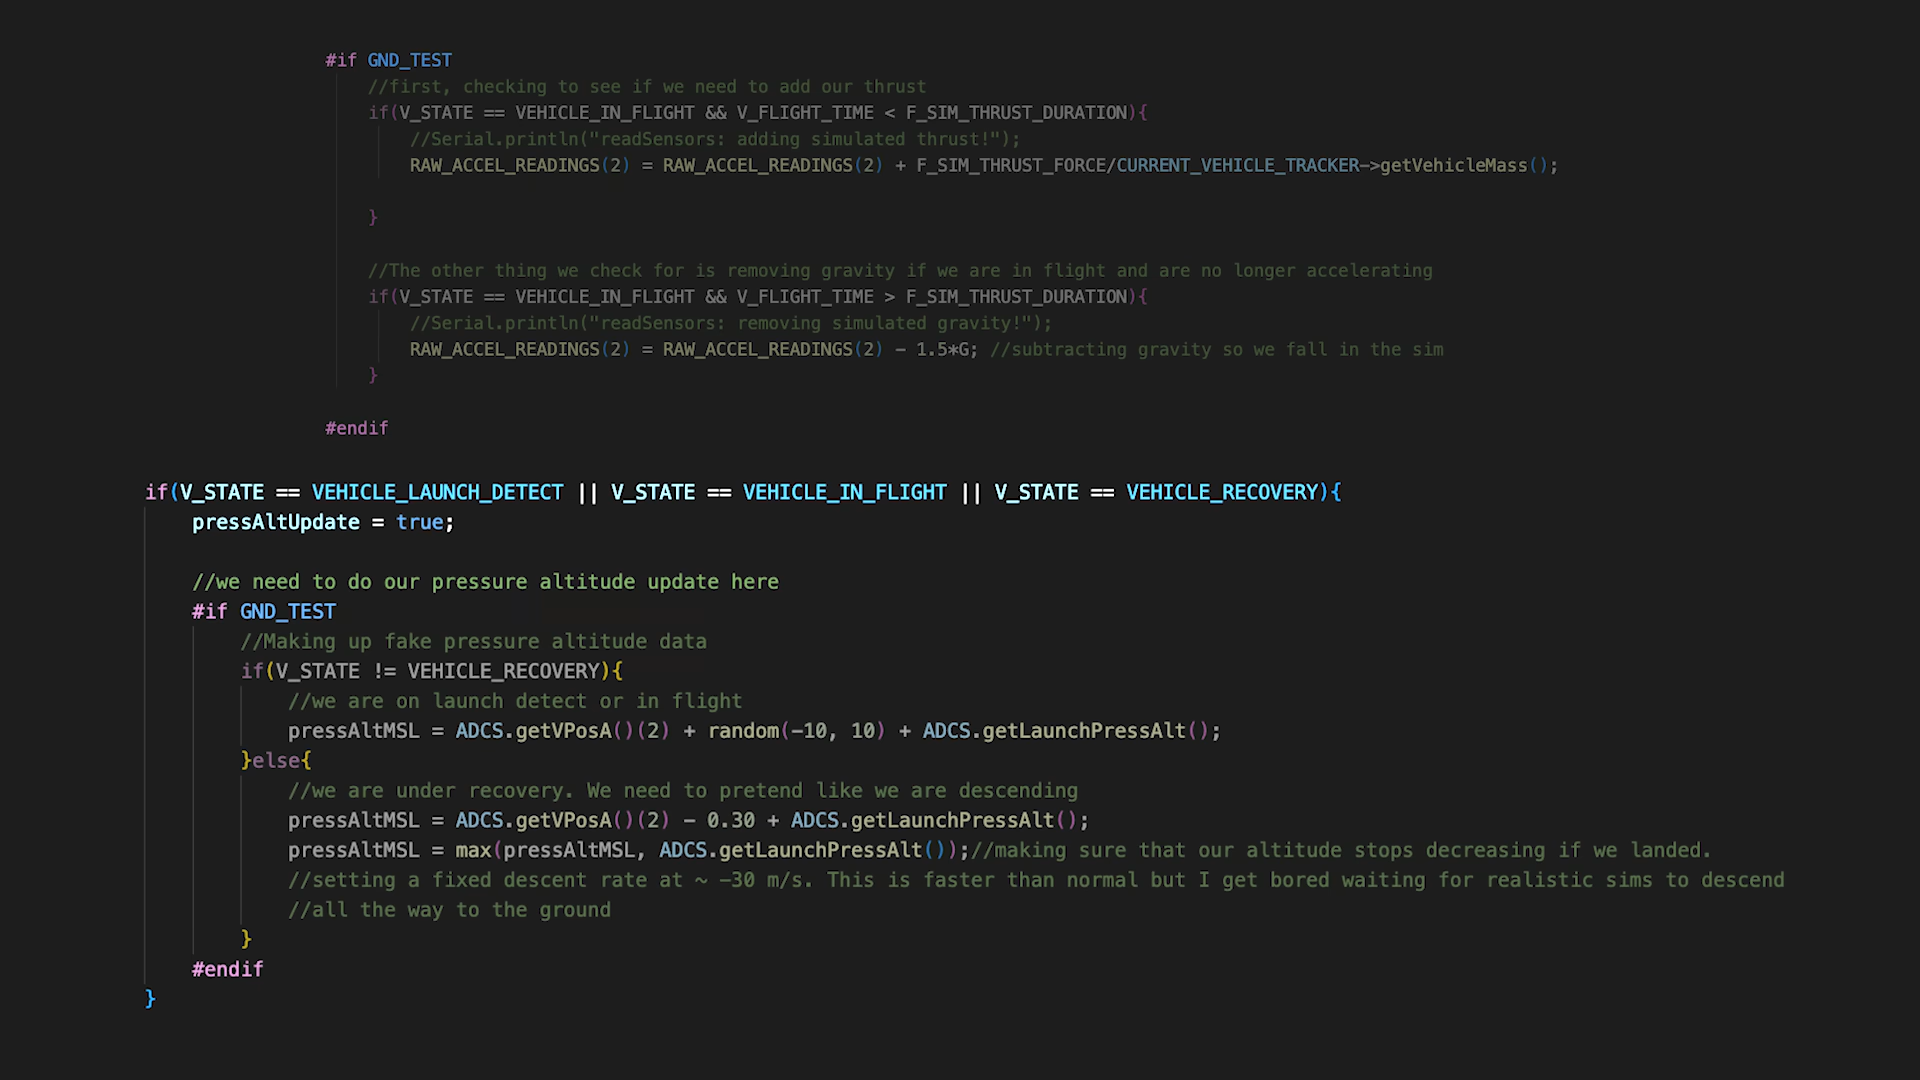 #if GND_TEST
//first, checking to see if we need to add our thrust
if(V_STATE == VEHICLE_IN_FLIGHT && V_FLIGHT_TIME < F_SIM_THRUST_DURATION){
//Serial.println("readSensors: adding simulated thrust!");
RAW_ACCEL_READINGS(2) = RAW_ACCEL_READINGS(2) + F_SIM_THRUST_FORCE/CURRENT_VEHICLE_TRACKER->getVehicleMass();
}
//The other thing we check for is removing gravity if we are in flight and are no longer accelerating
if(V_STATE == VEHICLE_IN_FLIGHT && V_FLIGHT_TIME > F_SIM_THRUST_DURATION){
//Serial.println("readSensors: removing simulated gravity!");
RAW_ACCEL_READINGS(2) = RAW_ACCEL_READINGS(2) - 1.5*G; //subtracting gravity so we fall in the sim
}
#endif
if(V_STATE == VEHICLE_LAUNCH_DETECT || V_STATE == VEHICLE_IN_FLIGHT || V_STATE == VEHICLE_RECOVERY){
pressAltUpdate = true;
//we need to do our pressure altitude update here
#if GND_TEST
//Making up fake pressure altitude data
if(V_STATE != VEHICLE_RECOVERY){
//we are on launch detect or in flight
pressAltMSL = ADCS.getVPosA()(2) + random(-10, 10) + ADCS.getLaunchPressAlt();
}else{
//we are under recovery. We need to pretend like we are descending
pressAltMSL = ADCS.getVPosA()(2) - 0.30 + ADCS.getLaunchPressAlt();
pressAltMSL = max(pressAltMSL, ADCS.getLaunchPressAlt());//making sure that our altitude stops decreasing if we landed.
//setting a fixed descent rate at ~ -30 m/s. This is faster than normal but I get bored waiting for realistic sims to descend
//all the way to the ground
}
#endif
}